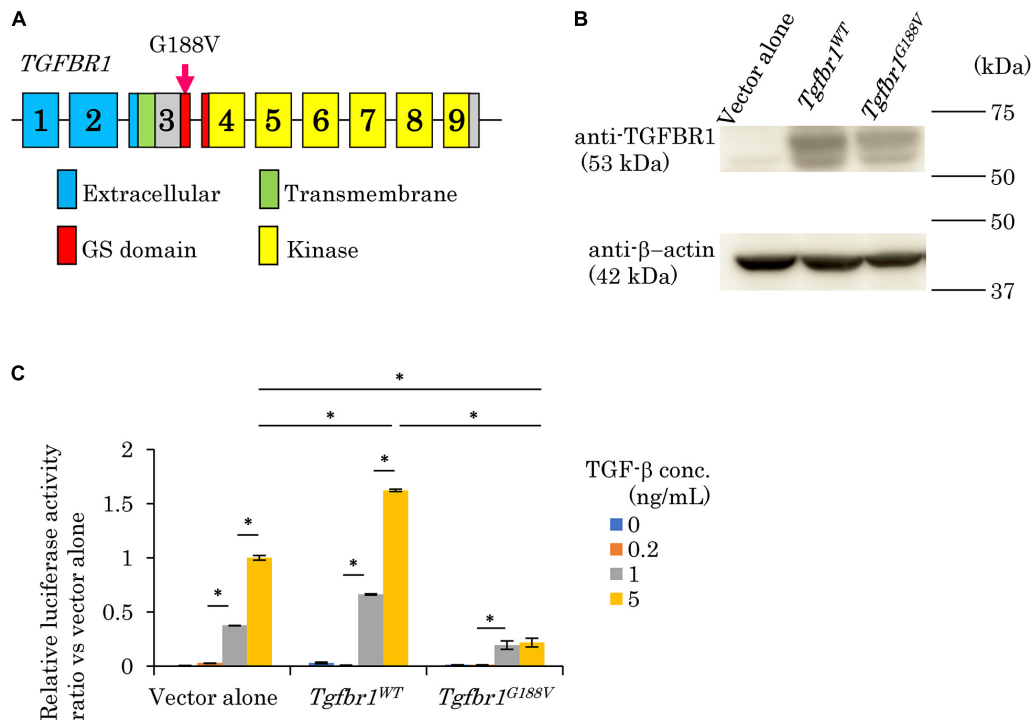 A
G188V
TGFBR1
1 2 3 4 5 6 7 8 9
Extracellular
Transmembrane
GS domain
Kinase
B
Vector alone
Tgfbr1WT
Tgfbr1G188V
(kDa)
anti-TGFBR1
(53 kDa)
75
50
50
anti-β–actin
(42 kDa)
37
C
Relative luciferase activity
ratio vs vector alone
2
1.5
1
0.5
0
*
*
*
*
*
*
*
*
Vector alone
Tgfbr1WT
Tgfbr1G188V
TGF-β conc.
(ng/mL)
0
0.2
1
5